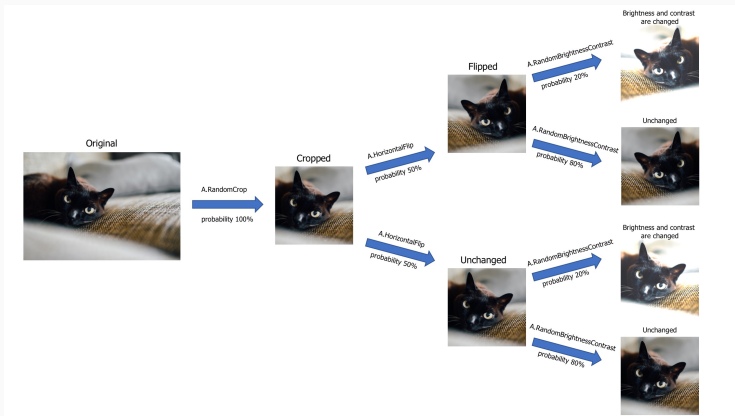 Original
A.RandomCrop
probability 100%
Cropped
A.HorizontalFlip
probability 50%
A.HorizontalFlip
probability 50%
Flipped
A.RandomBrightnessContrast
probability 20%
Brightness and contrast
are changed
A.RandomBrightnessContrast
probability 80%
Unchanged
Unchanged
A.RandomBrightnessContrast
probability 20%
Brightness and contrast
are changed
A.RandomBrightnessContrast
probability 80%
Unchanged